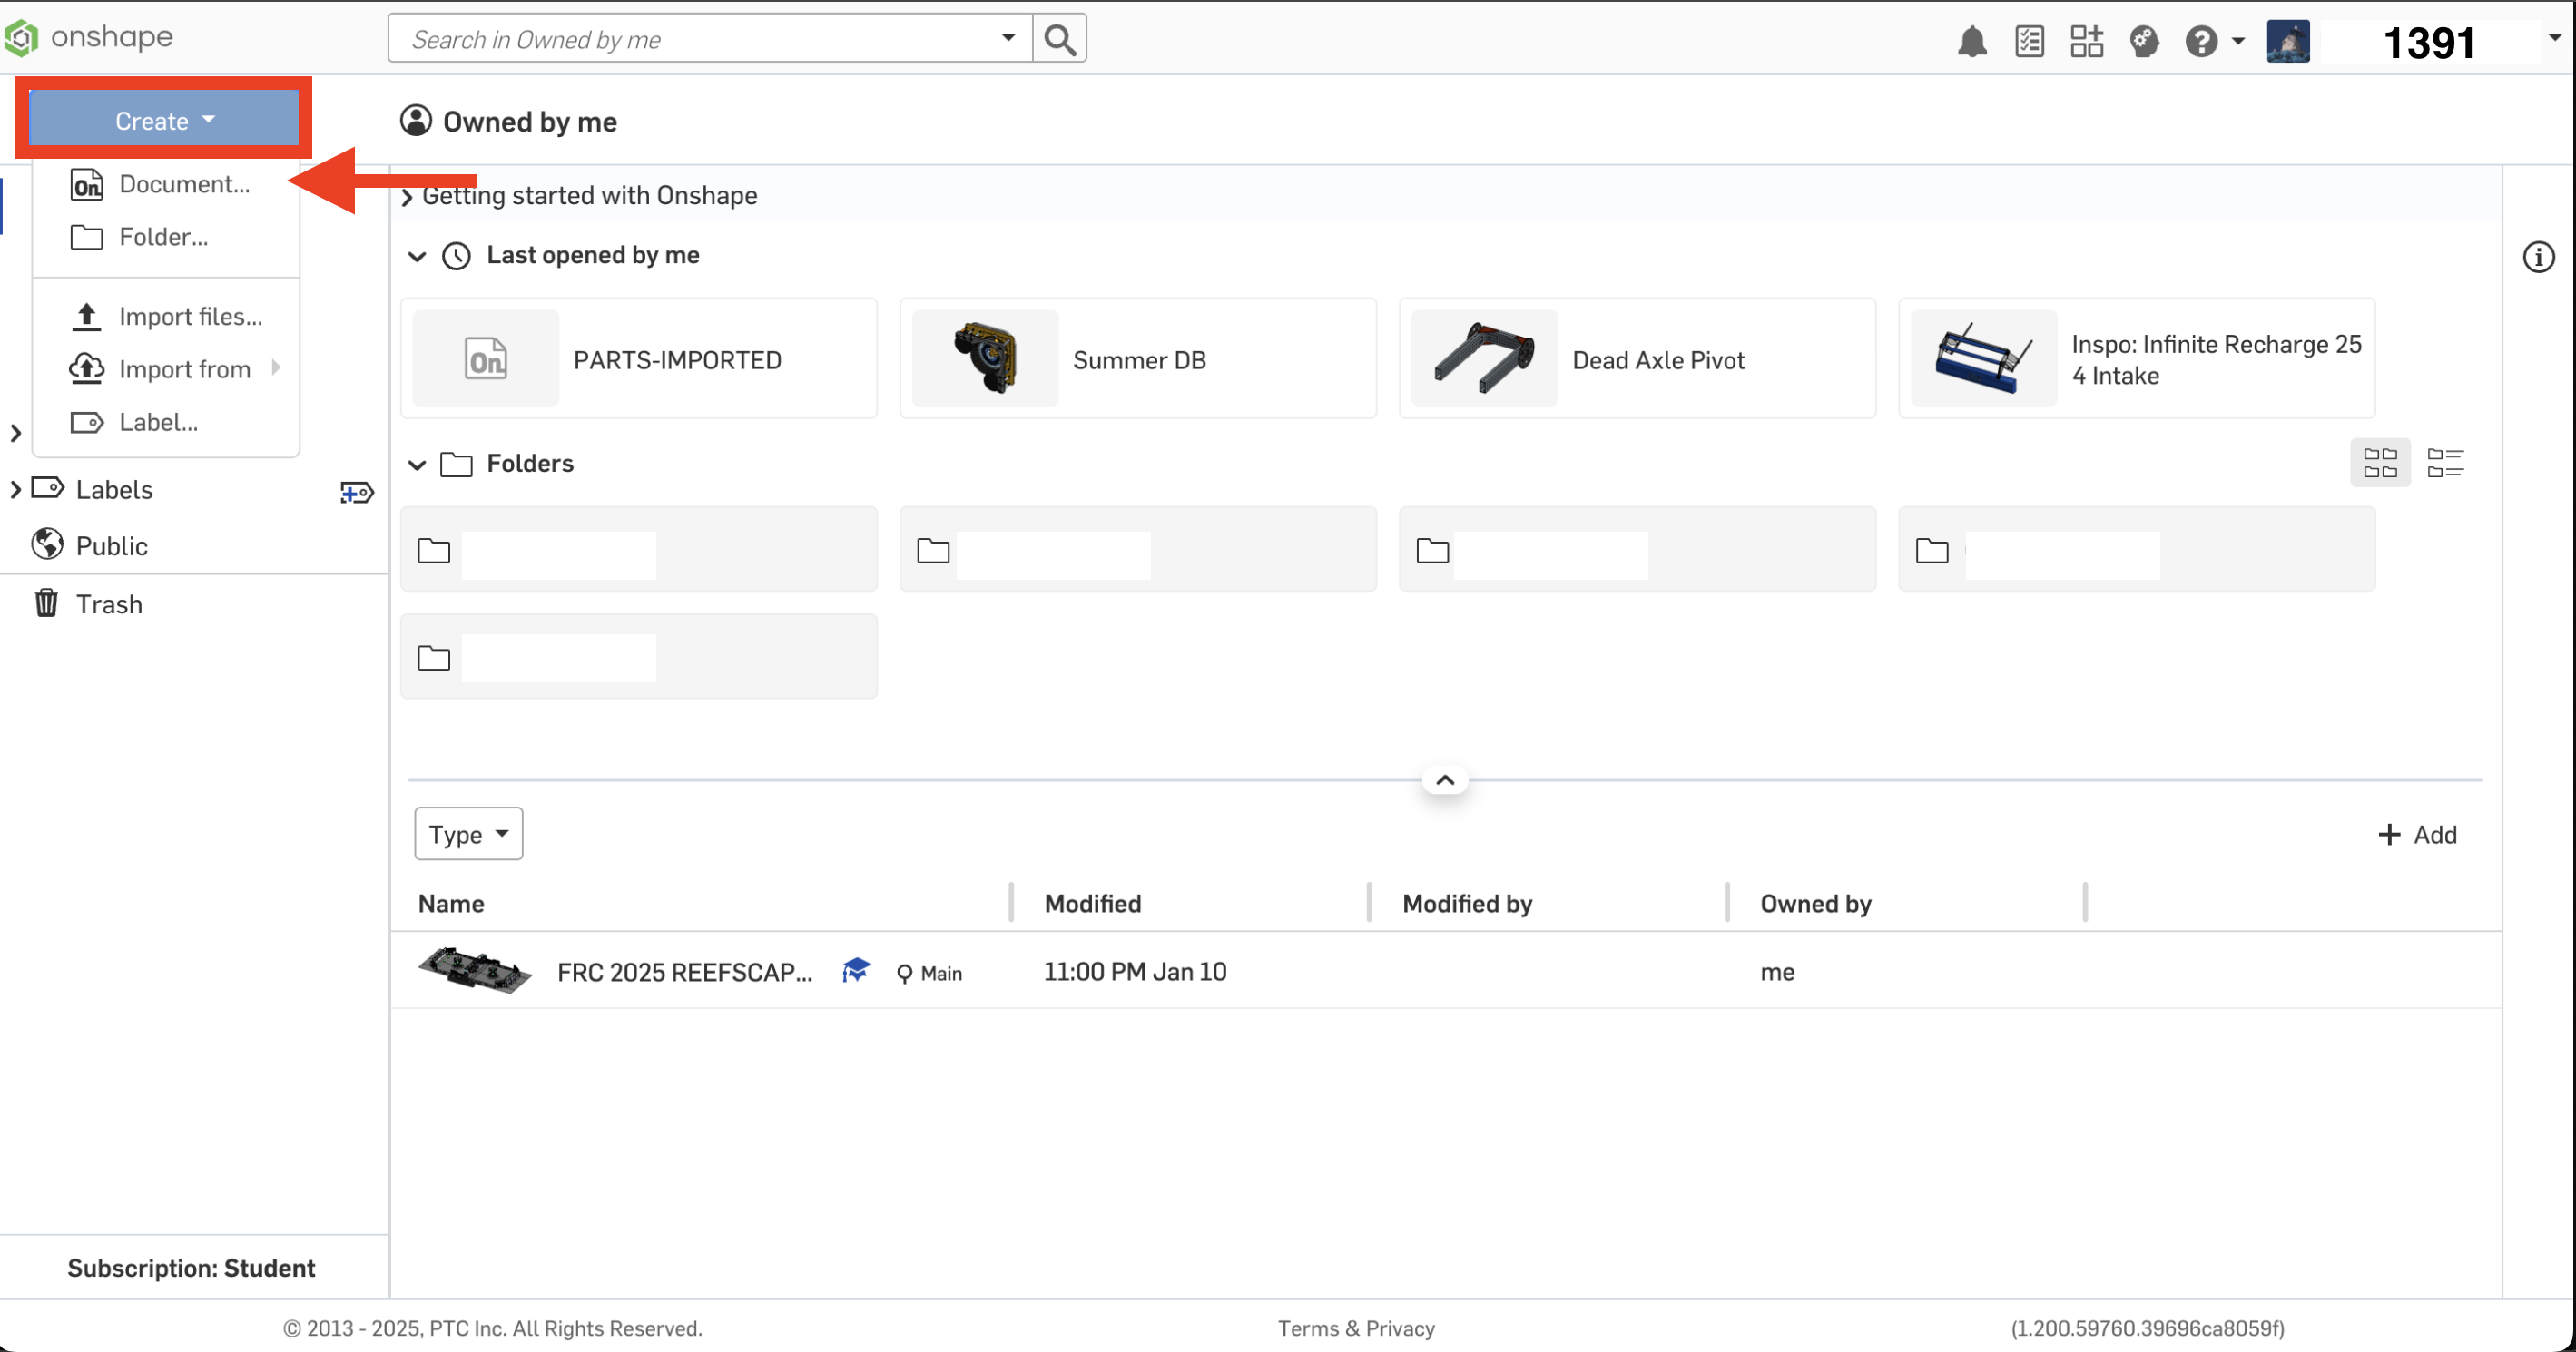 onshape
Search in Owned by me
1391
Create
Owned by me
On Document...
Folder...
Import files...
Import from
Label...
Labels
Public
Trash
Subscription: Student
Getting started with Onshape
Last opened by me
On PARTS-IMPORTED
Summer DB
Dead Axle Pivot
Inspo: Infinite Recharge 25
4 Intake
Folders
Type
+ Add
Name Modified Modified by Owned by
FRC 2025 REEFSCAP... Main 11:00 PM Jan 10 me
© 2013 - 2025, PTC Inc. All Rights Reserved.
Terms & Privacy
(1.200.59760.39696ca8059f)